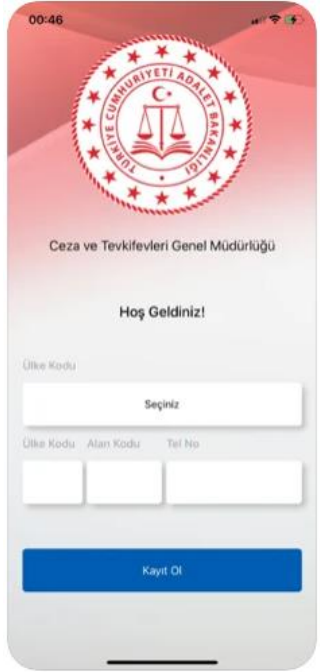 00:46
TÜRKİYE CUMHURİYETİ ADALET BAKANLIĞI
Ceza ve Tevkifevleri Genel Müdürlüğü
Hoş Geldiniz!
Ülke Kodu
Seçiniz
Ülke Kodu Alan Kodu Tel No
Kayıt Ol